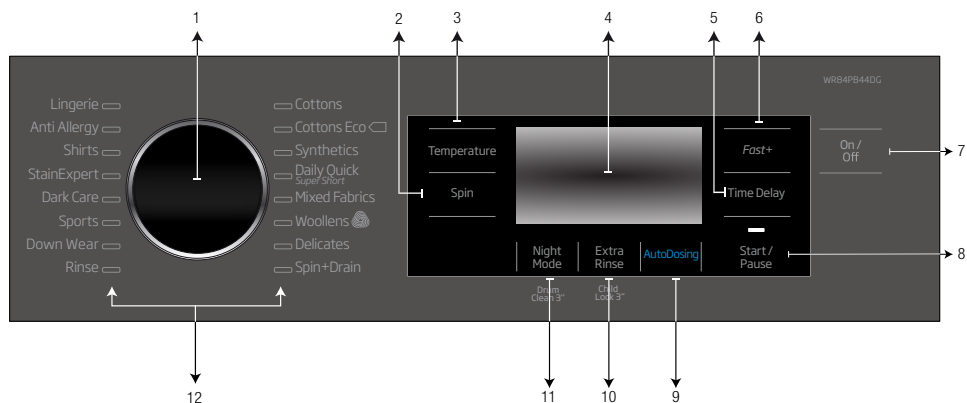 1
2
3
4
5
6
WR84PB44DG
Lingerie
Anti Allergy
Shirts
StainExpert
Dark Care
Sports
Down Wear
Rinse
Cottons
Cottons Eco
Synthetics
Daily Quick
Super Short
Mixed Fabrics
Woollens
Delicates
Spin+Drain
Temperature
Spin
Fast+
Time Delay
On /
Off
7
Night
Mode
Extra
Rinse
AutoDosing
Start /
Pause
8
Drum
Clean 3"
Child
Lock 3"
12
11
10
9